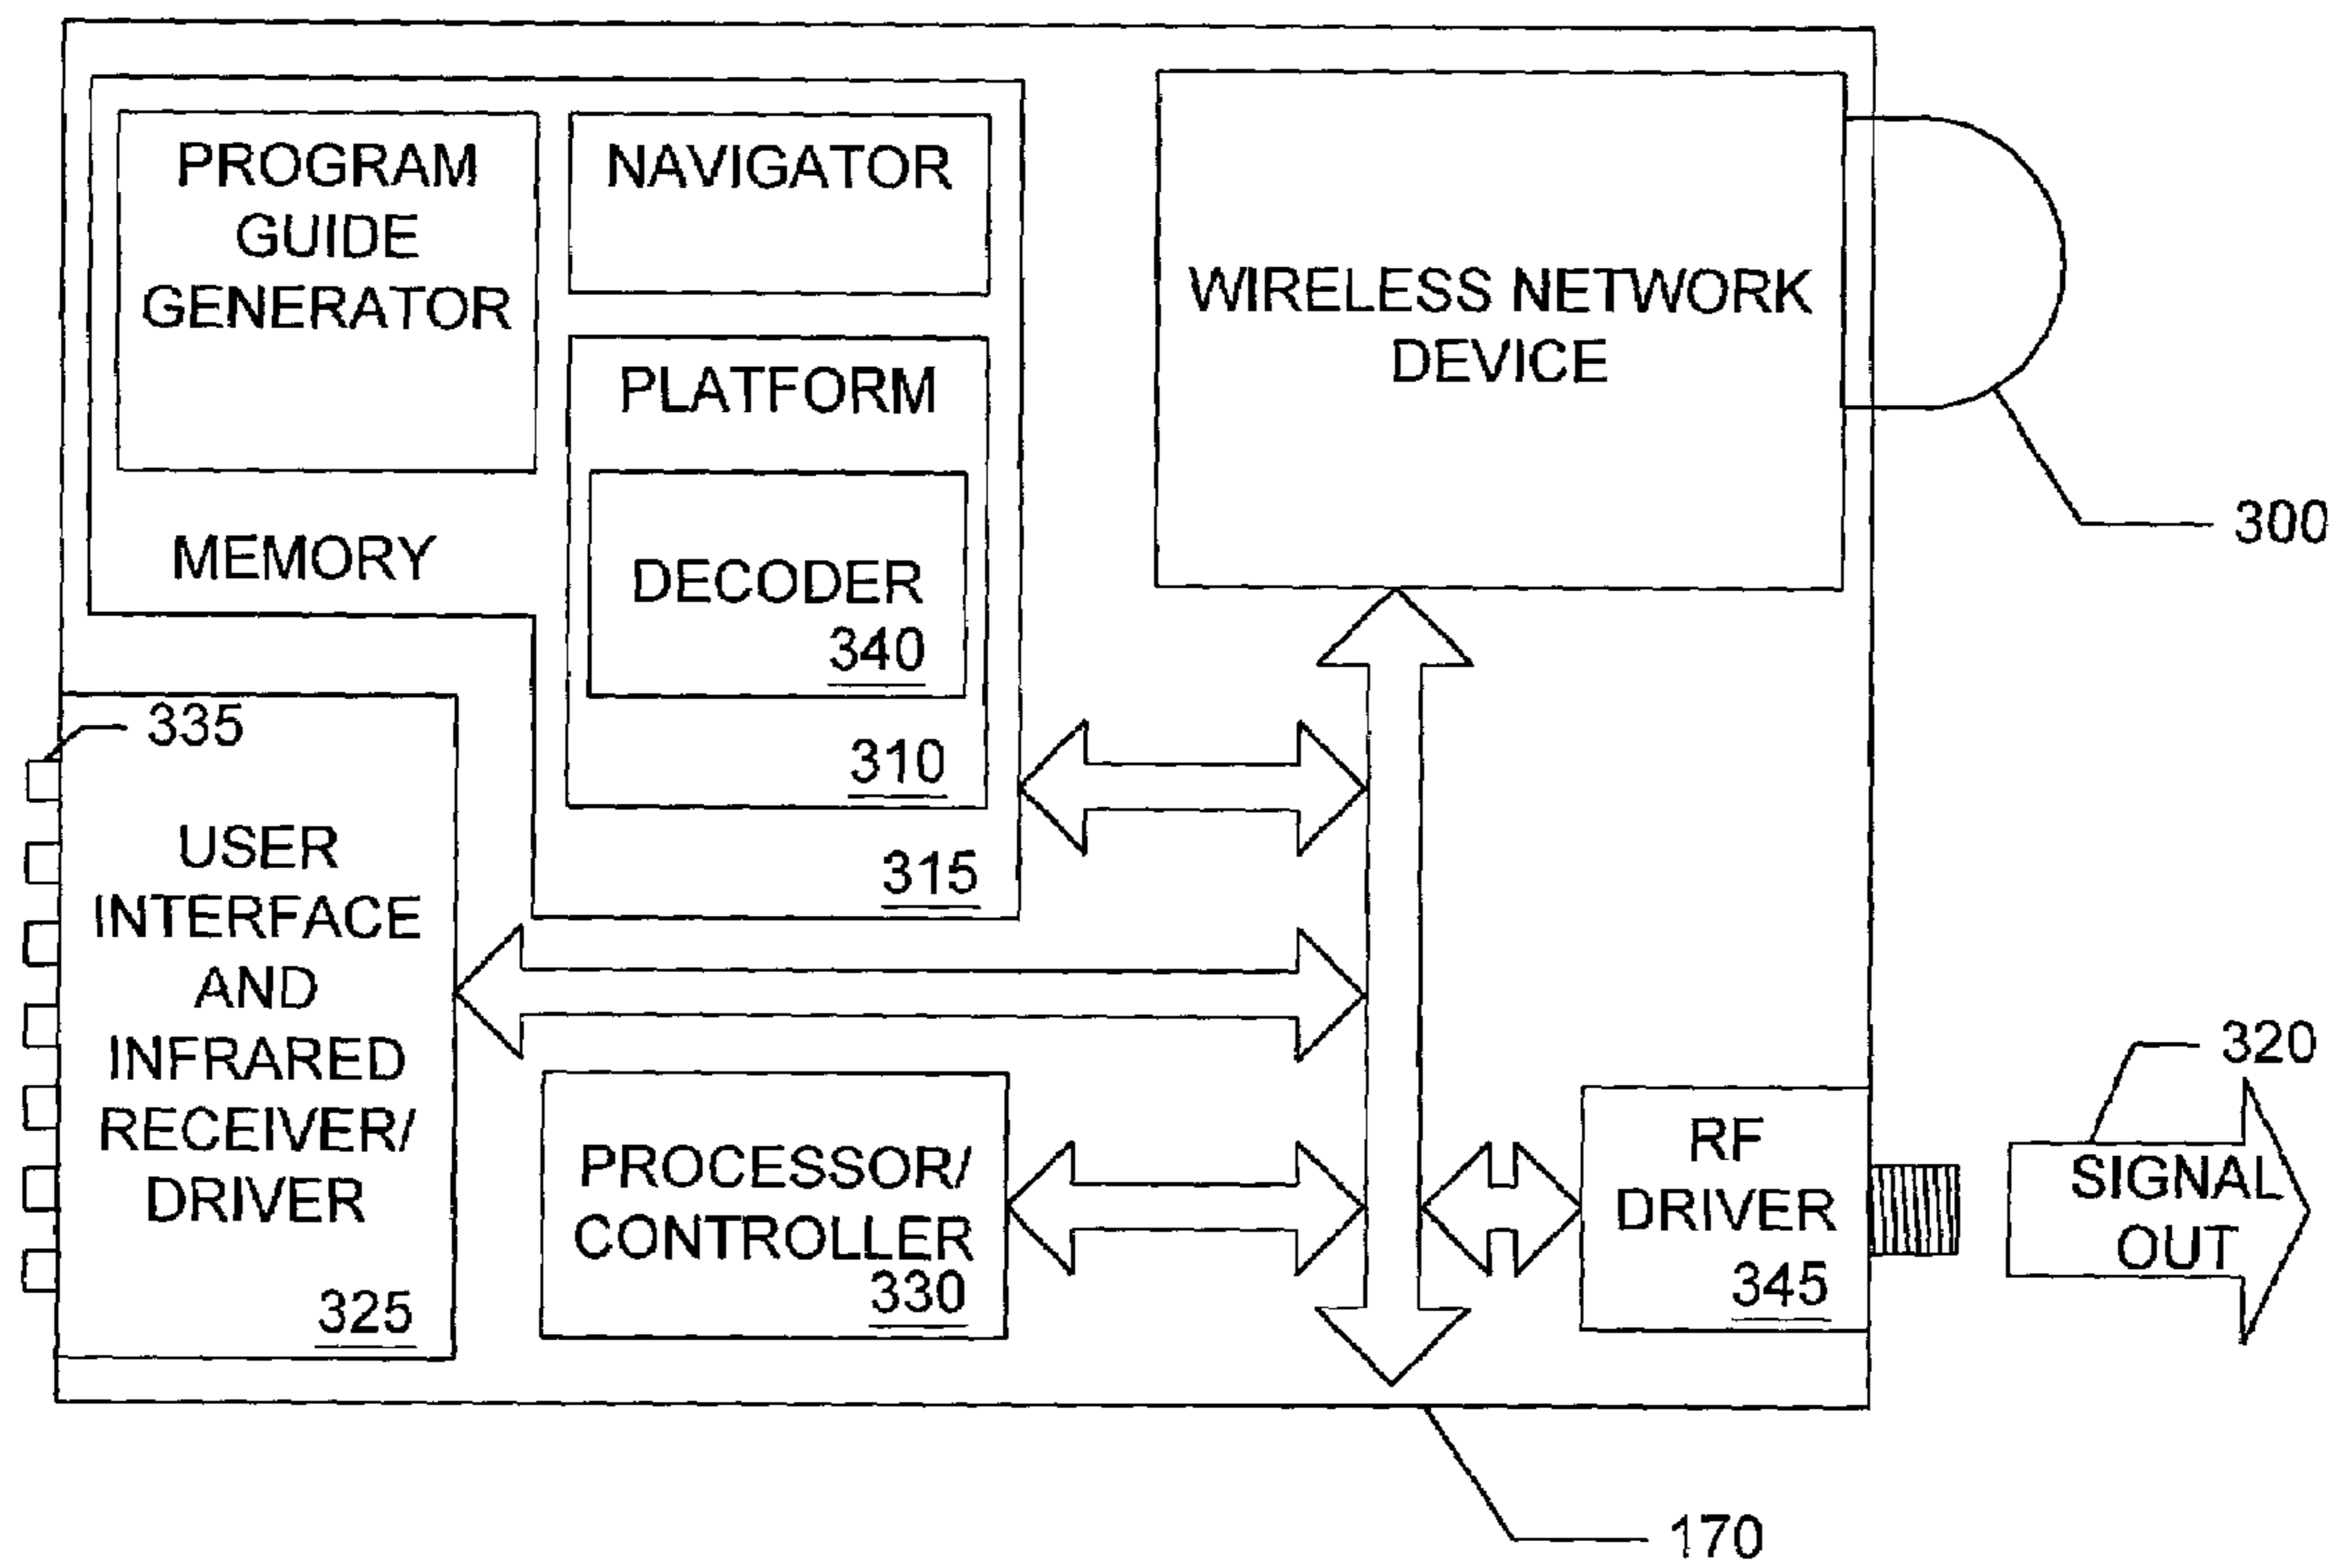 PROGRAM
GUIDE
GENERATOR
NAVIGATOR
PLATFORM
DECODER
340
310
MEMORY
315
WIRELESS NETWORK
DEVICE
300
335
USER
INTERFACE
AND
INFRARED
RECEIVER/
DRIVER
325
PROCESSOR/
CONTROLLER
330
RF
DRIVER
345
320
SIGNAL
OUT
170